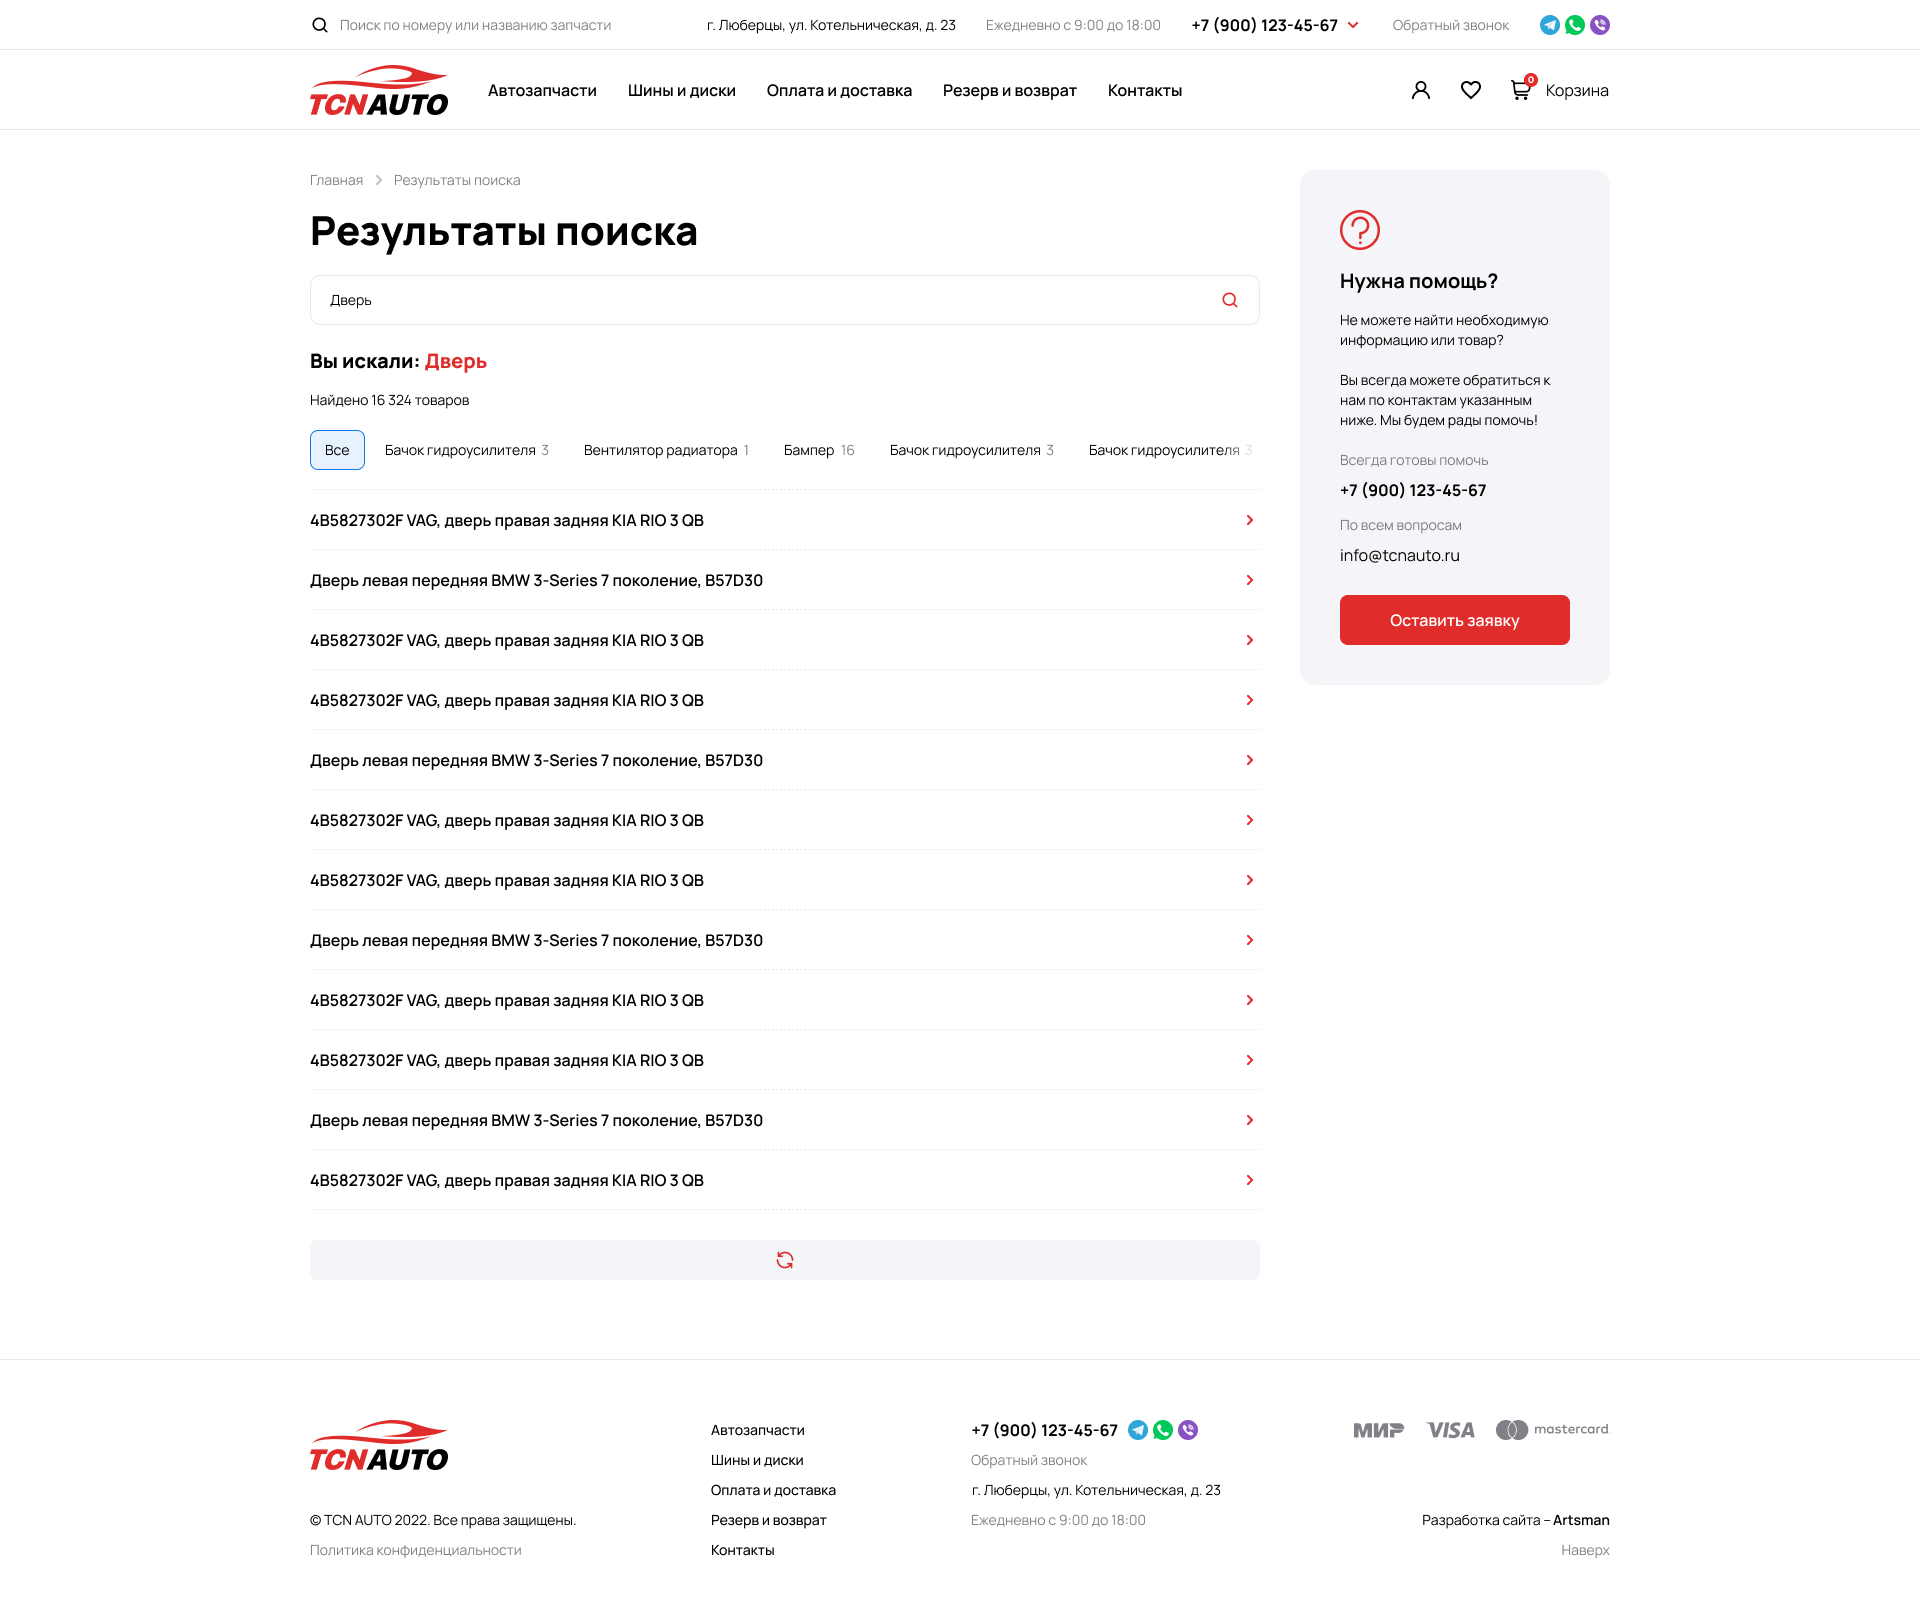 Поиск по номеру или названию запчасти
г. Люберцы, ул. Котельническая, д. 23
Ежедневно с 9:00 до 18:00
+7 (900) 123-45-67
Обратный звонок
TCNAUTO
Автозапчасти
Шины и диски
Оплата и доставка
Резерв и возврат
Контакты
0
Корзина
Главная
Результаты поиска
Результаты поиска
Дверь
Вы искали: Дверь
Найдено 16 324 товаров
Все
Бачок гидроусилителя 3
Вентилятор радиатора 1
Бампер 16
Бачок гидроусилителя 3
Бачок гидроусилителя 3
4B5827302F VAG, дверь правая задняя KIA RIO 3 QB
Дверь левая передняя BMW 3-Series 7 поколение, B57D30
4B5827302F VAG, дверь правая задняя KIA RIO 3 QB
4B5827302F VAG, дверь правая задняя KIA RIO 3 QB
Дверь левая передняя BMW 3-Series 7 поколение, B57D30
4B5827302F VAG, дверь правая задняя KIA RIO 3 QB
4B5827302F VAG, дверь правая задняя KIA RIO 3 QB
Дверь левая передняя BMW 3-Series 7 поколение, B57D30
4B5827302F VAG, дверь правая задняя KIA RIO 3 QB
4B5827302F VAG, дверь правая задняя KIA RIO 3 QB
Дверь левая передняя BMW 3-Series 7 поколение, B57D30
4B5827302F VAG, дверь правая задняя KIA RIO 3 QB
Нужна помощь?
Не можете найти необходимую
информацию или товар?
Вы всегда можете обратиться к
нам по контактам указанным
ниже. Мы будем рады помочь!
Всегда готовы помочь
+7 (900) 123-45-67
По всем вопросам
info@tcnauto.ru
Оставить заявку
TCNAUTO
© TCN AUTO 2022. Все права защищены.
Политика конфиденциальности
Автозапчасти
Шины и диски
Оплата и доставка
Резерв и возврат
Контакты
+7 (900) 123-45-67
Обратный звонок
г. Люберцы, ул. Котельническая, д. 23
Ежедневно с 9:00 до 18:00
МИР
VISA
mastercard
Разработка сайта – Artsman
Наверх